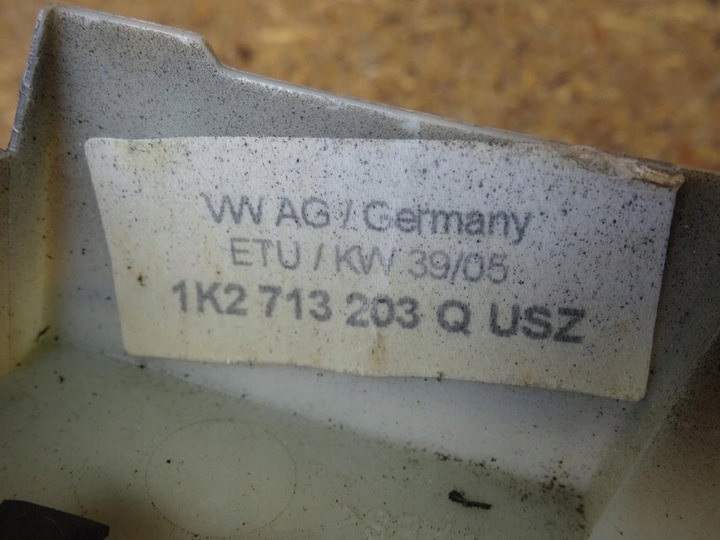 VW AG / Germany
ETU / KW 39/05
1K2 713 203 Q USZ